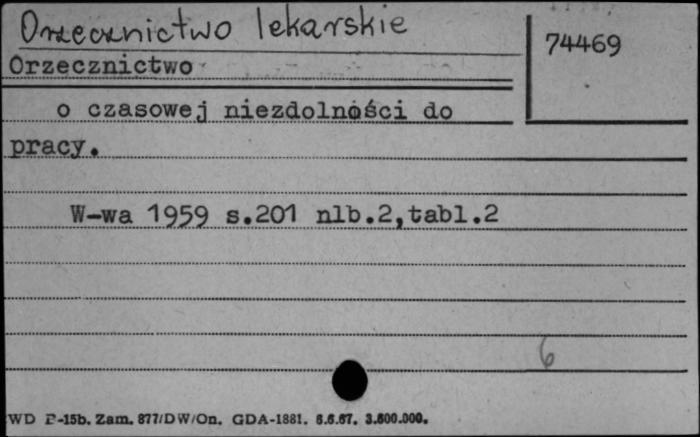 Orzecznictwo lekarskie
74469
Orzecznictwo
o czasowej niezdolności do
pracy.
W-wa 1959 s.201 nlb.2,tabl.2
6
WD P-15b. Zam. 877/DW/On. GDA-1881. 6.6.67. 3.600.000.